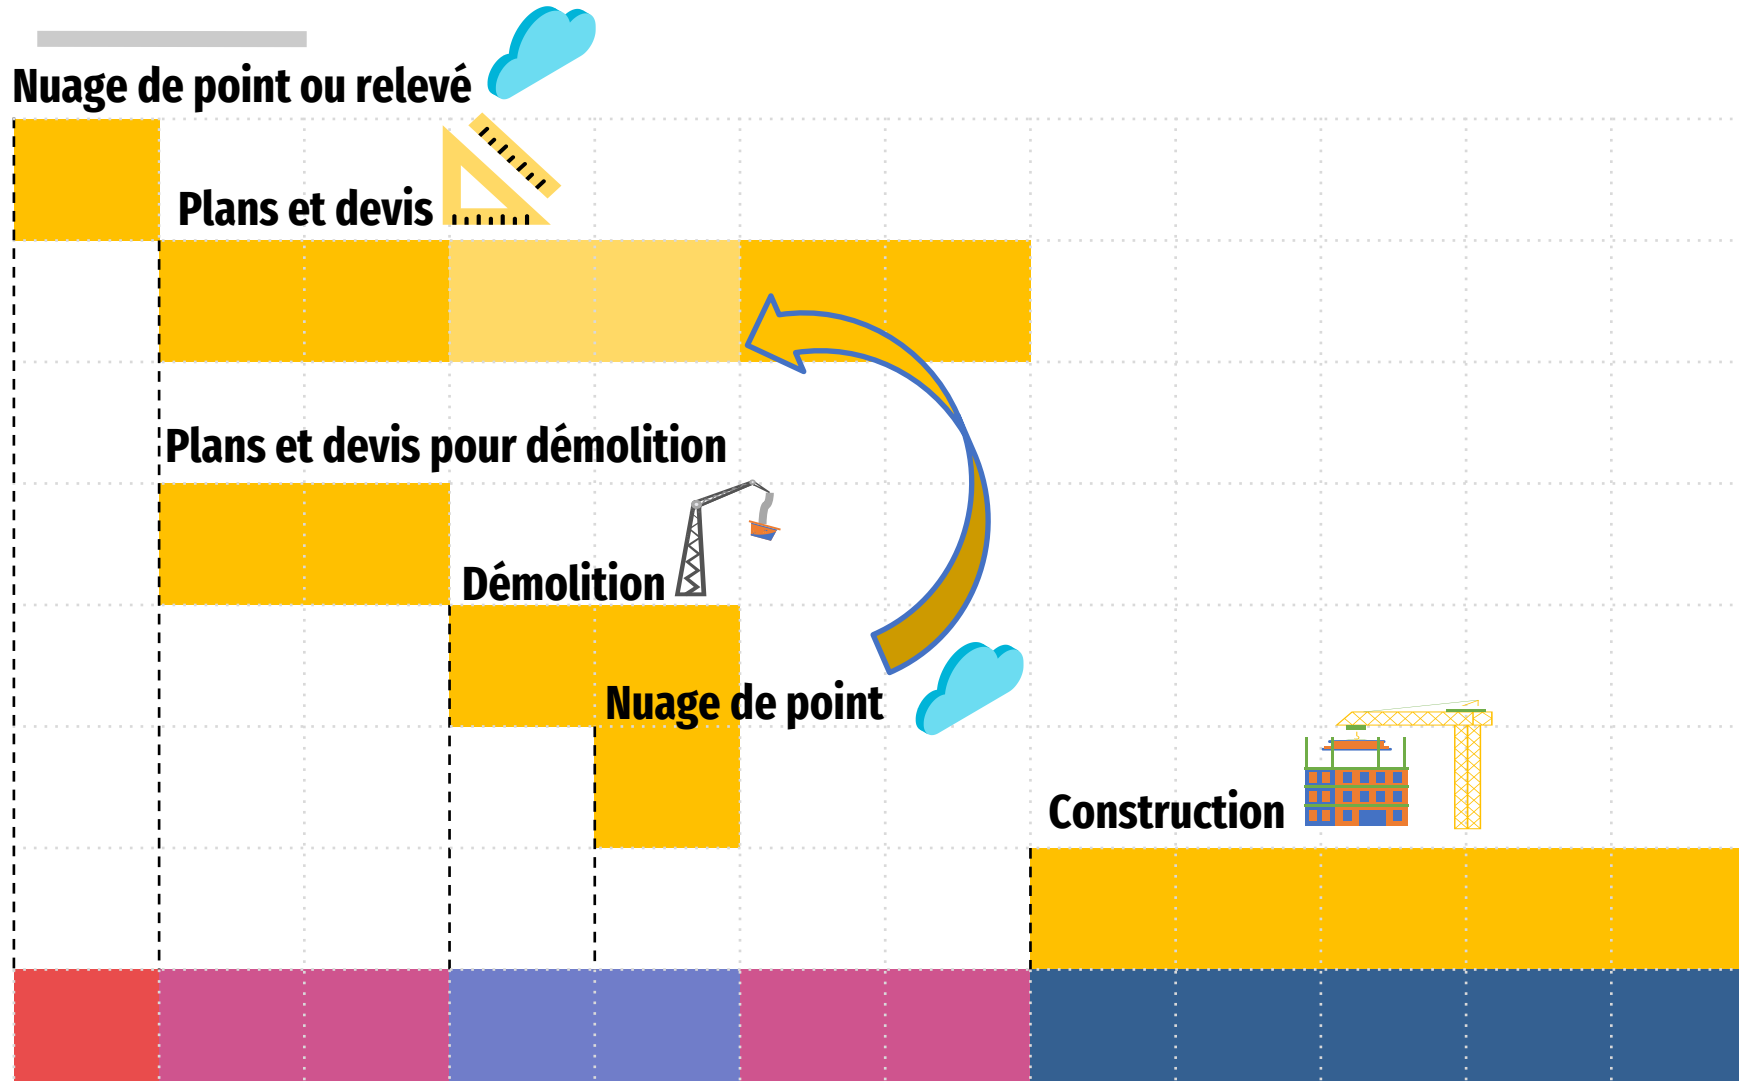 Nuage de point ou relevé
Plans et devis
Plans et devis pour démolition
Démolition
Nuage de point
Construction